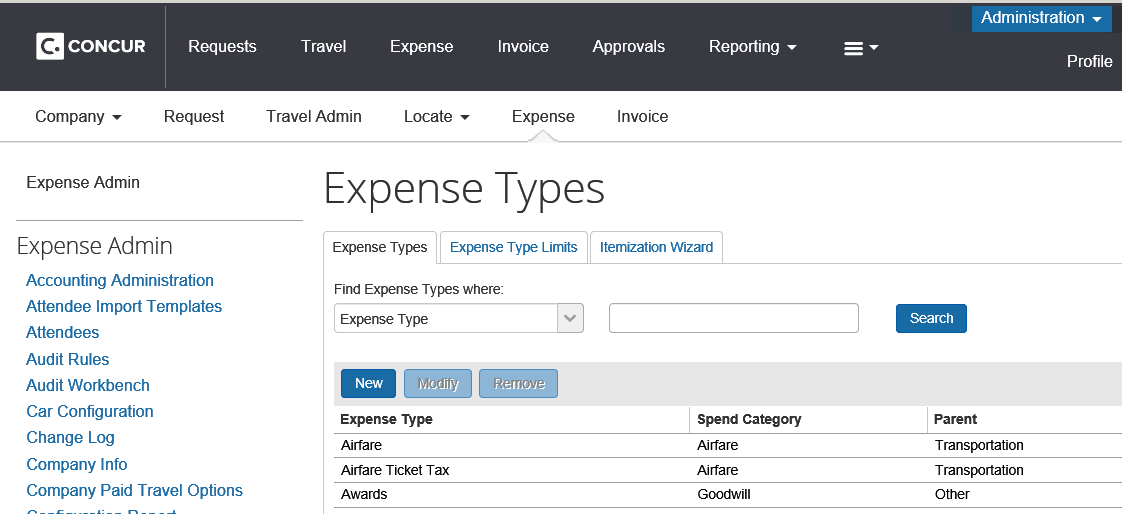 Administration
C. CONCUR
Requests Travel Expense Invoice Approvals Reporting
Profile
Company Request Travel Admin Locate Expense Invoice
Expense Admin
Expense Admin
Accounting Administration
Attendee Import Templates
Attendees
Audit Rules
Audit Workbench
Car Configuration
Change Log
Company Info
Company Paid Travel Options
Configuration Report
Expense Types
Expense Types Expense Type Limits Itemization Wizard
Find Expense Types where:
Expense Type Search
New Modify Remove
Expense Type Spend Category Parent
Airfare Airfare Transportation
Airfare Ticket Tax Airfare Transportation
Awards Goodwill Other